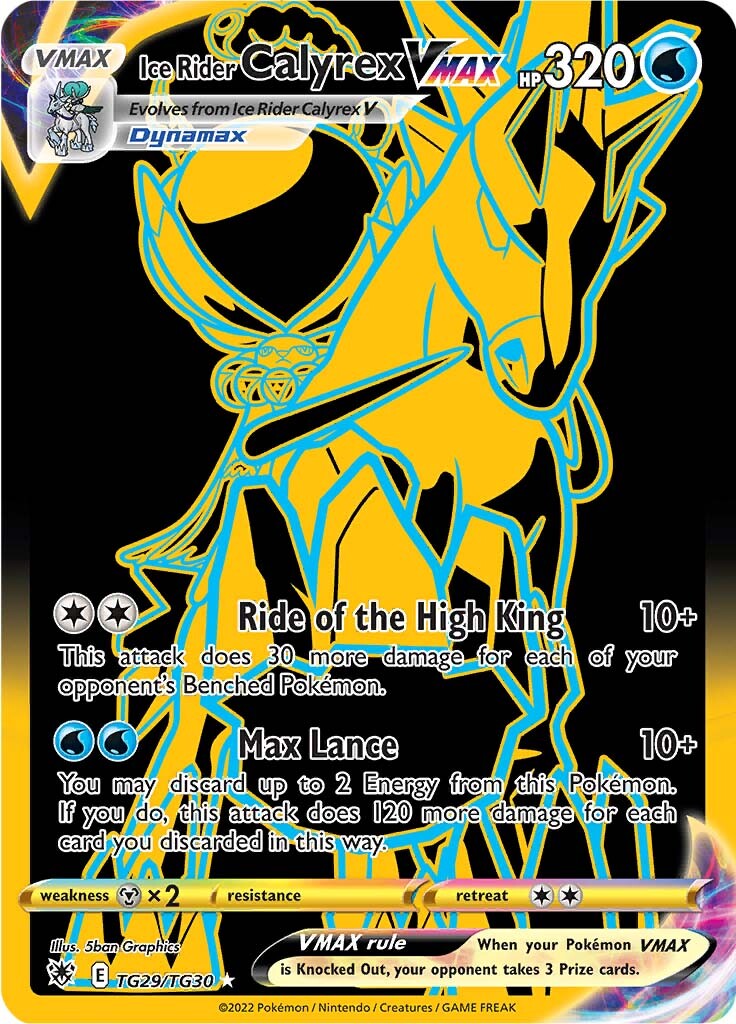 VMAX
Ice Rider Calyrex VMAX HP 320
Evolves from Ice Rider Calyrex V
Dynamax
Ride of the High King 10+
This attack does 30 more damage for each of your
opponent's Benched Pokémon.
Max Lance 10+
You may discard up to 2 Energy from this Pokémon.
If you do, this attack does 120 more damage for each
card you discarded in this way.
weakness ×2 resistance retreat
Illus. 5ban Graphics
VMAX rule When your Pokémon VMAX
is Knocked Out, your opponent takes 3 Prize cards.
E TG29/TG30
©2022 Pokémon / Nintendo / Creatures / GAME FREAK